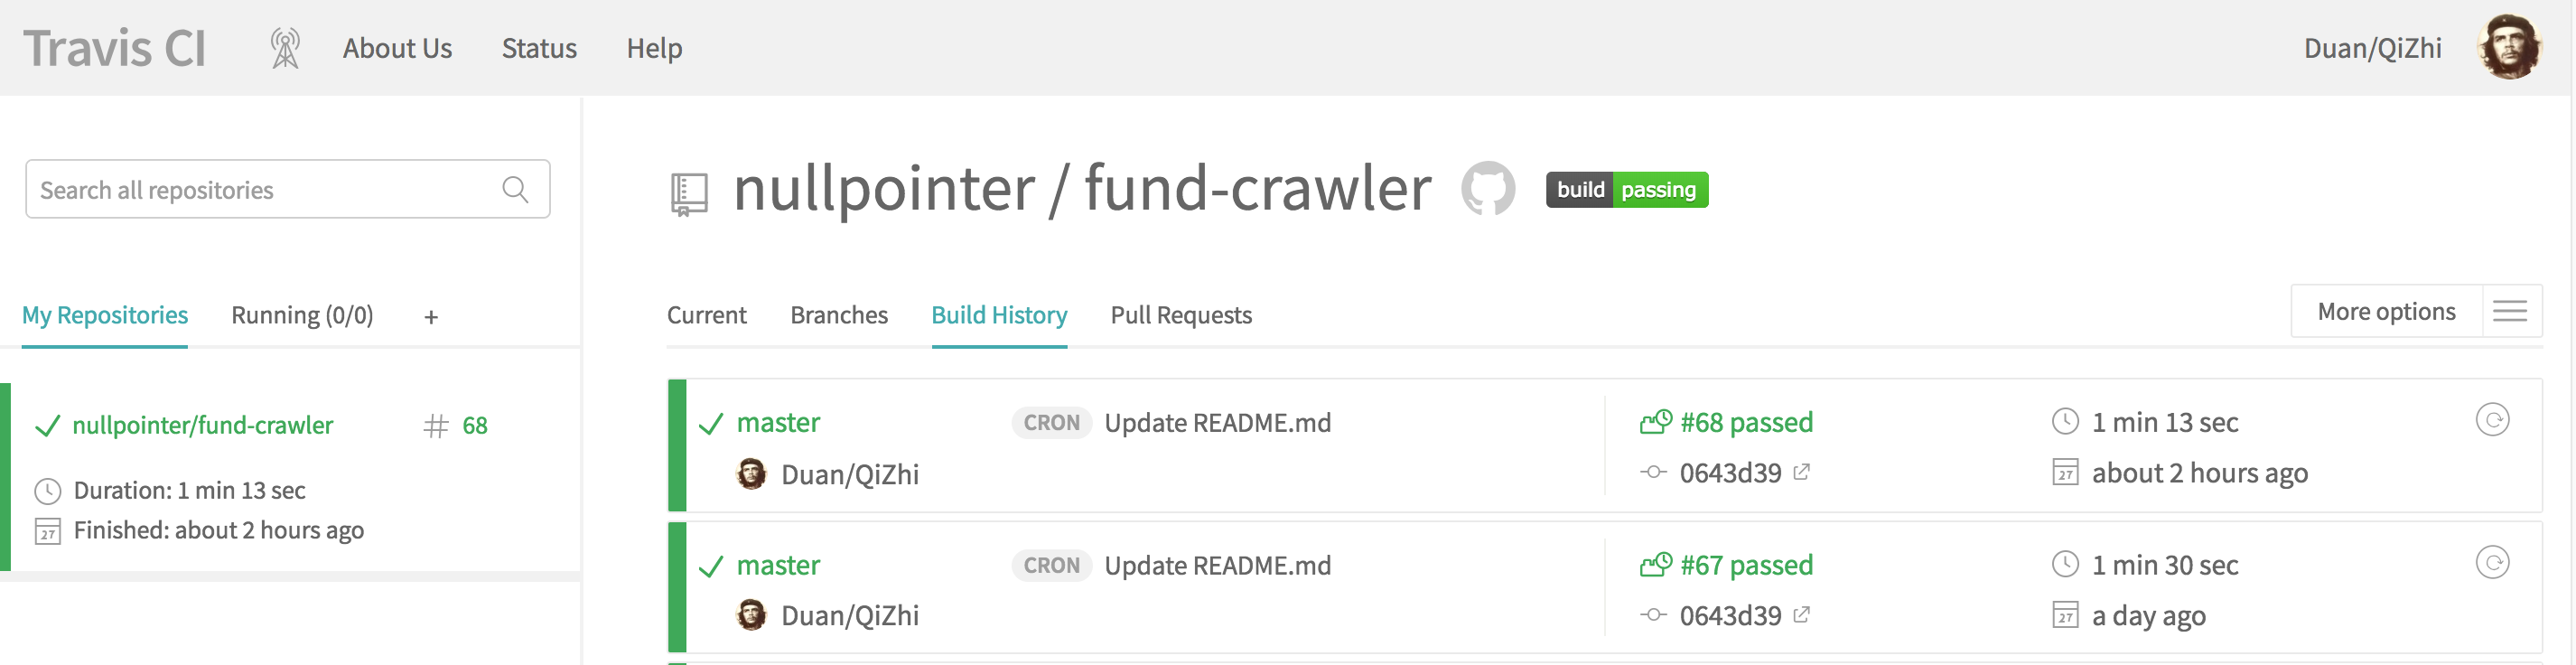 Travis CI About Us Status Help Duan/QiZhi
Search all repositories
nullpointer / fund-crawler build passing
My Repositories Running (0/0) +
Current Branches Build History Pull Requests More options
nullpointer/fund-crawler # 68
Duration: 1 min 13 sec
27 Finished: about 2 hours ago
master CRON Update README.md #68 passed 1 min 13 sec
Duan/QiZhi 0643d39 27 about 2 hours ago
master CRON Update README.md #67 passed 1 min 30 sec
Duan/QiZhi 0643d39 27 a day ago